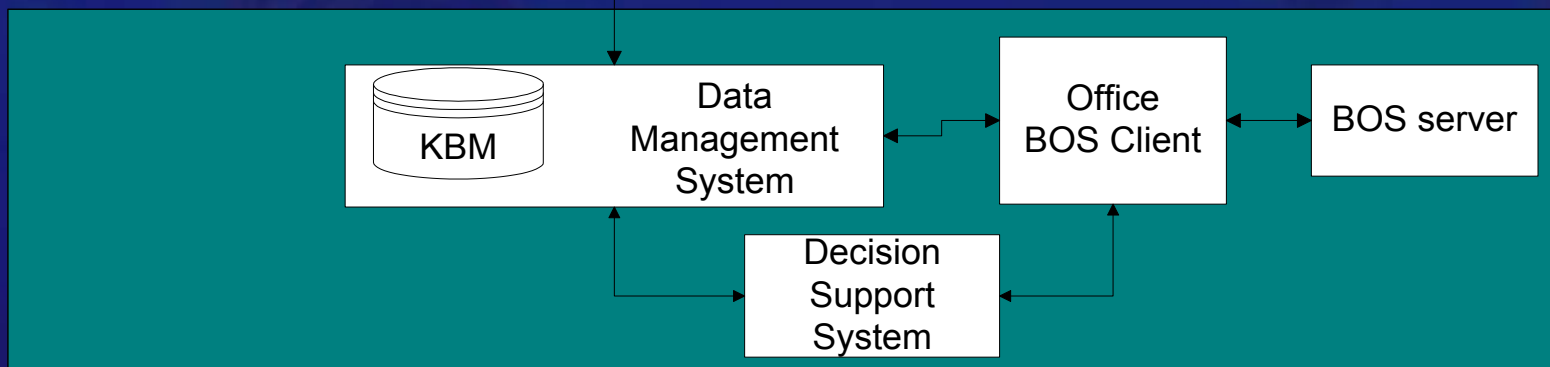 KBM
Data
Management
System
Office
BOS Client
BOS server
Decision
Support
System